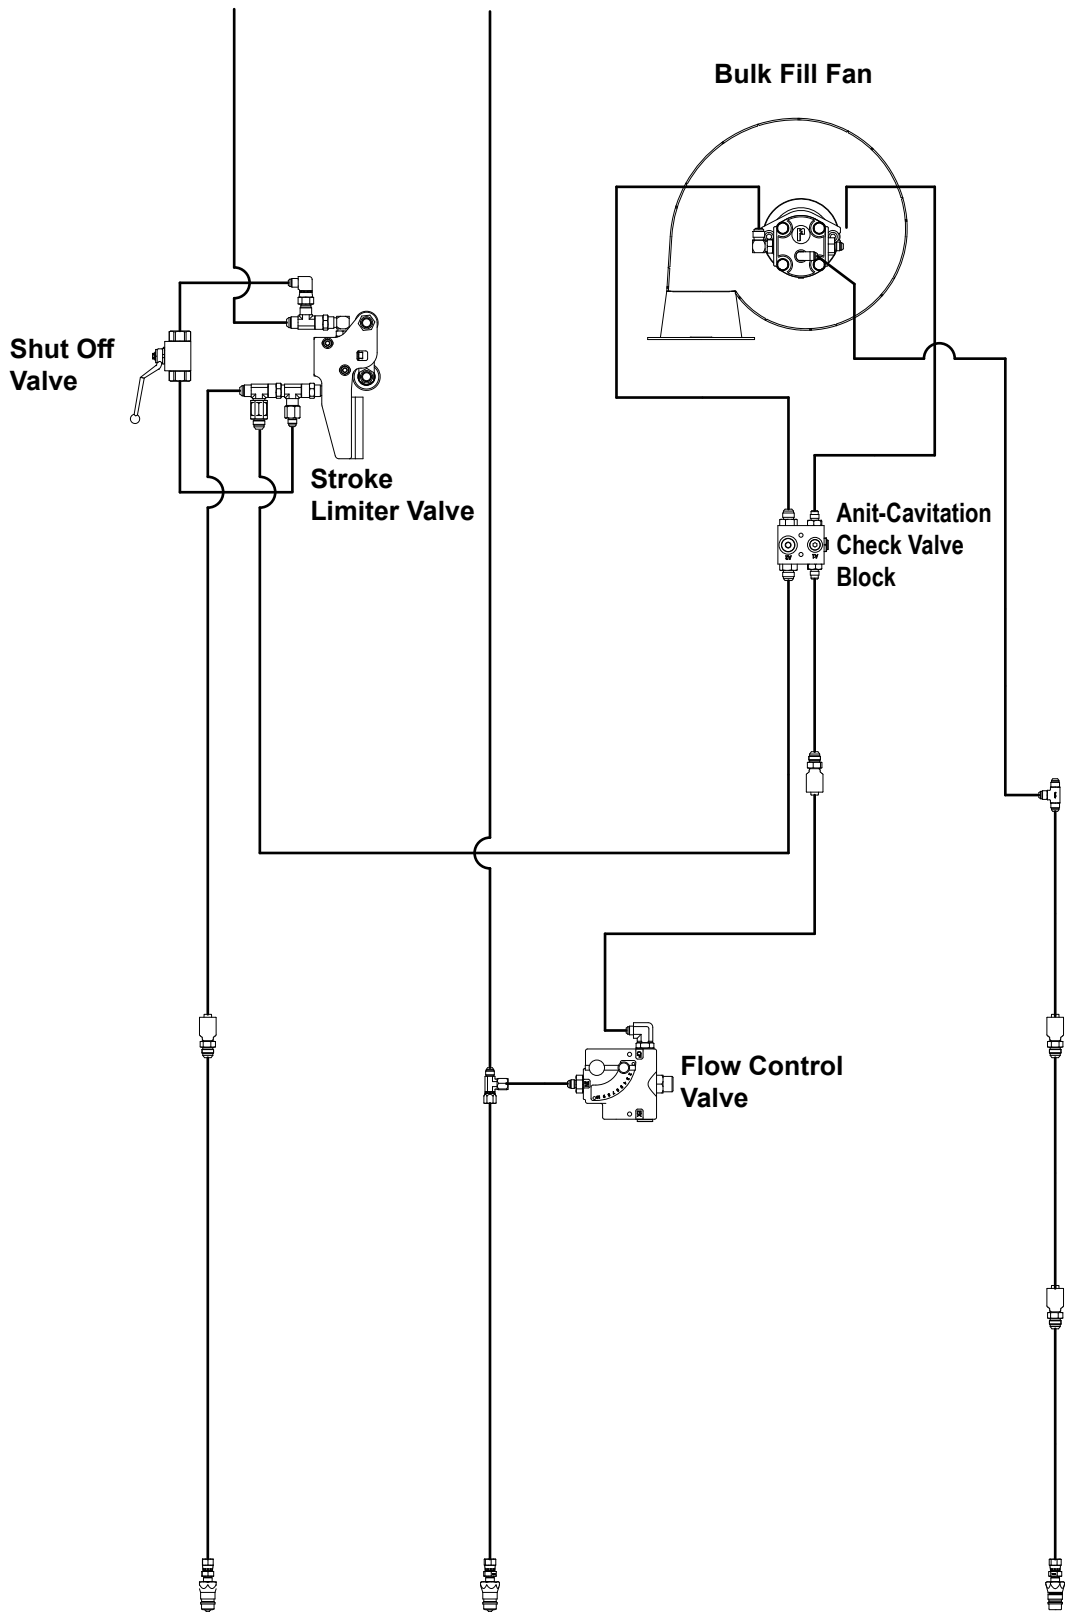 Bulk Fill Fan
Shut Off
Valve
Stroke
Limiter Valve
Anit-Cavitation
Check Valve
Block
Flow Control
Valve